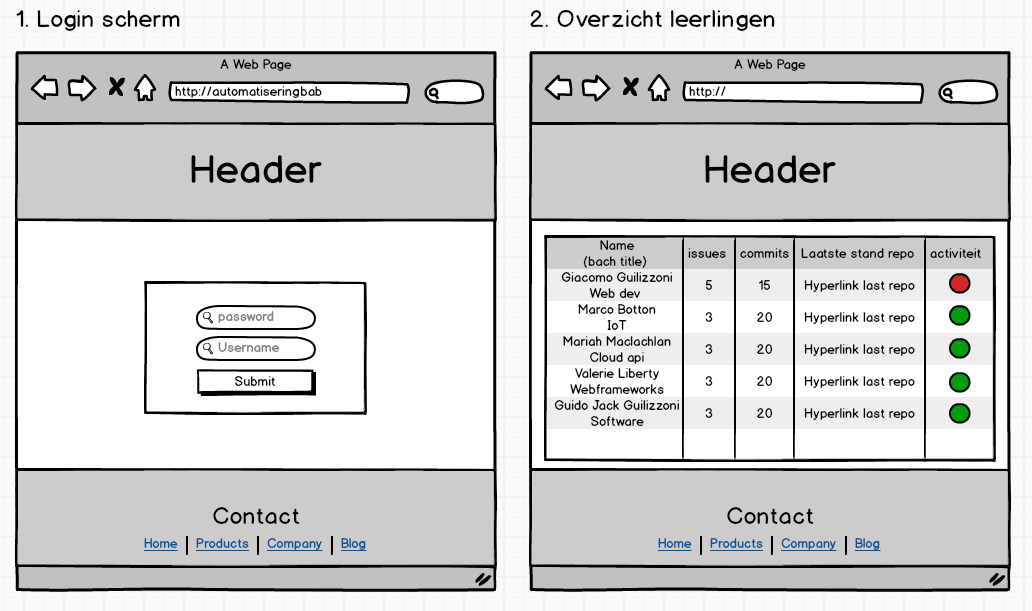 1. Login scherm
A Web Page
http://automatiseringbab
Header
password
Username
Submit
Contact
Home | Products | Company | Blog
2. Overzicht leerlingen
A Web Page
http://
Header
Name
(bach title) issues commits Laatste stand repo activiteit
Giacomo Guilizzoni
Web dev 5 15 Hyperlink last repo
Marco Botton
IoT 3 20 Hyperlink last repo
Mariah Maclachlan
Cloud api 3 20 Hyperlink last repo
Valerie Liberty
Webframeworks 3 20 Hyperlink last repo
Guido Jack Guilizzoni
Software 3 20 Hyperlink last repo
Contact
Home | Products | Company | Blog